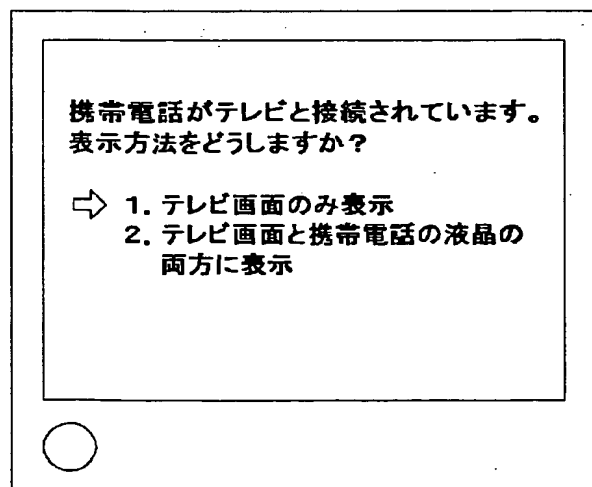 携帯電話がテレビと接続されています。
表示方法をどうしますか？
⇨ 1. テレビ画面のみ表示
2. テレビ画面と携帯電話の液晶の
両方に表示